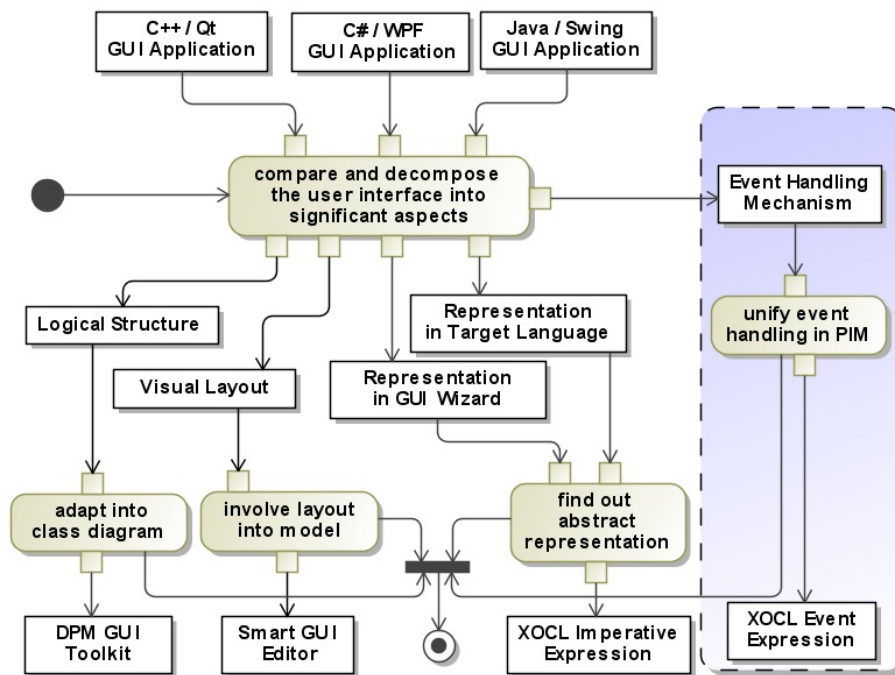 C++ / Qt
GUI Application
C# / WPF
GUI Application
Java / Swing
GUI Application
compare and decompose
the user interface into
significant aspects
Event Handling
Mechanism
Logical Structure
Representation
in Target Language
unify event
handling in PIM
Visual Layout
Representation
in GUI Wizard
adapt into
class diagram
involve layout
into model
find out
abstract
representation
DPM GUI
Toolkit
Smart GUI
Editor
XOCL Imperative
Expression
XOCL Event
Expression